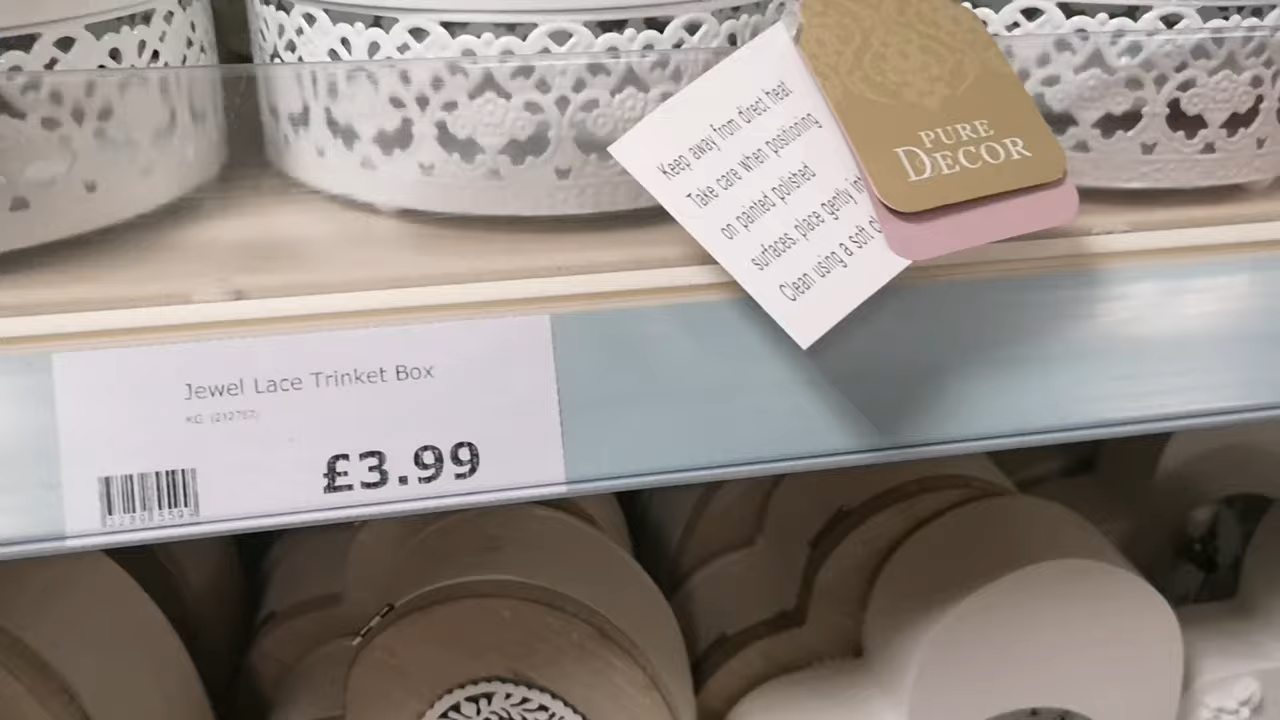 Keep away from direct heat
Take care when positioning
on painted polished
surfaces, place gently
Clean using a soft
PURE
DECOR
Jewel Lace Trinket Box
£3.99